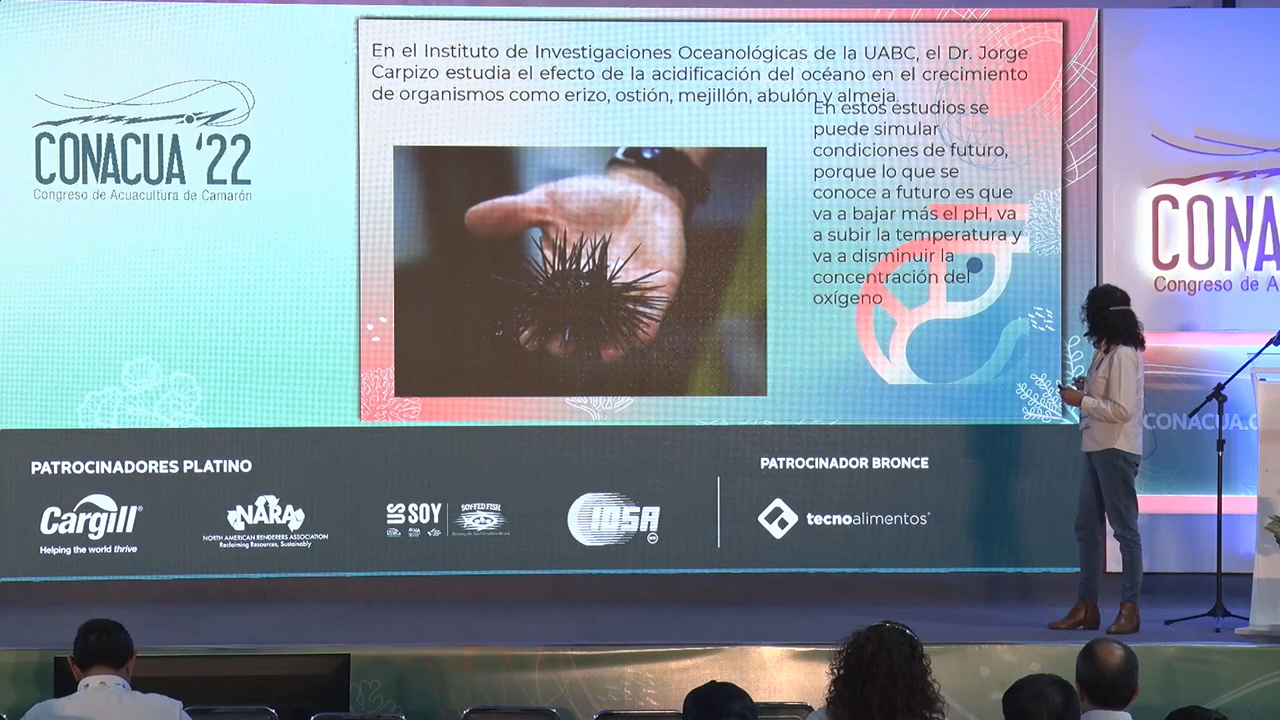 En el Instituto de Investigaciones Oceanológicas de la UABC, el Dr. Jorge
Carpizo estudia el efecto de la acidificación del océano en el crecimiento
de organismos como erizo, ostión, mejillón, abulón y almeja.
En estos estudios se
puede simular
condiciones de futuro,
porque lo que se
conoce a futuro es que
va a bajar más el pH, va
a subir la temperatura y
va a disminuir la
concentración del
oxígeno
CONACUA '22
Congreso de Acuacultura de Camarón
CONA
Congreso de A
CONACUA.C
PATROCINADORES PLATINO
Cargill®
Helping the world thrive
NARA
NORTH AMERICAN RENDERERS ASSOCIATION
Reclaiming Resources, Sustainably
US SOY
SOY-FED FISH
PATROCINADOR BRONCE
tecnoalimentos